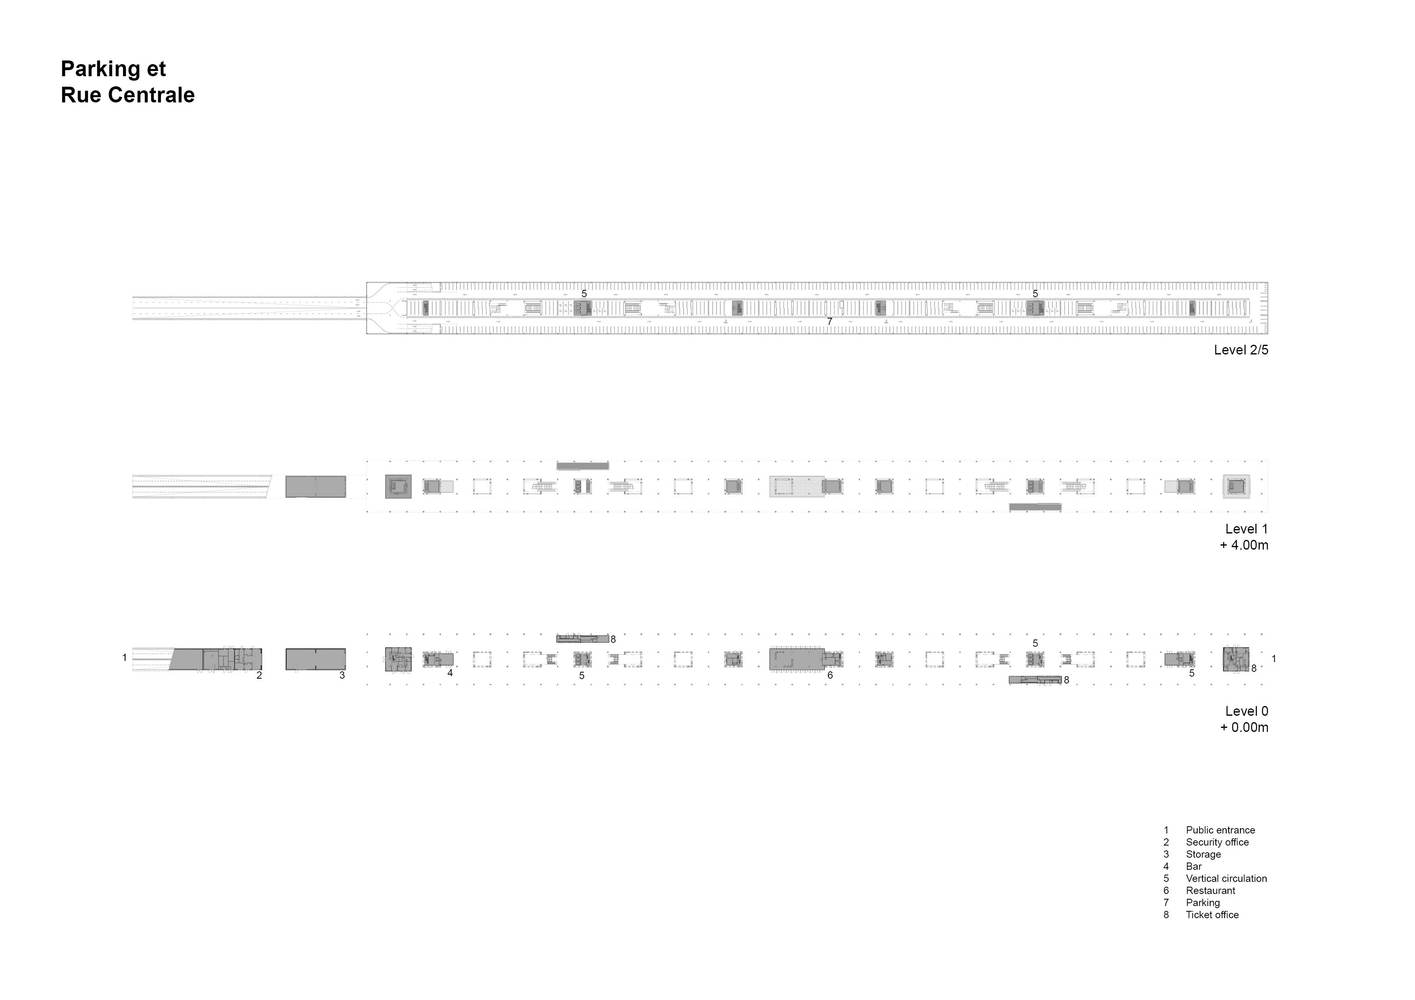 Parking et
Rue Centrale
5
5
7
Level 2/5
Level 1
+ 4.00m
8
5
1
1
2
3
4
5
6
5
8
8
Level 0
+ 0.00m
1 Public entrance
2 Security office
3 Storage
4 Bar
5 Vertical circulation
6 Restaurant
7 Parking
8 Ticket office